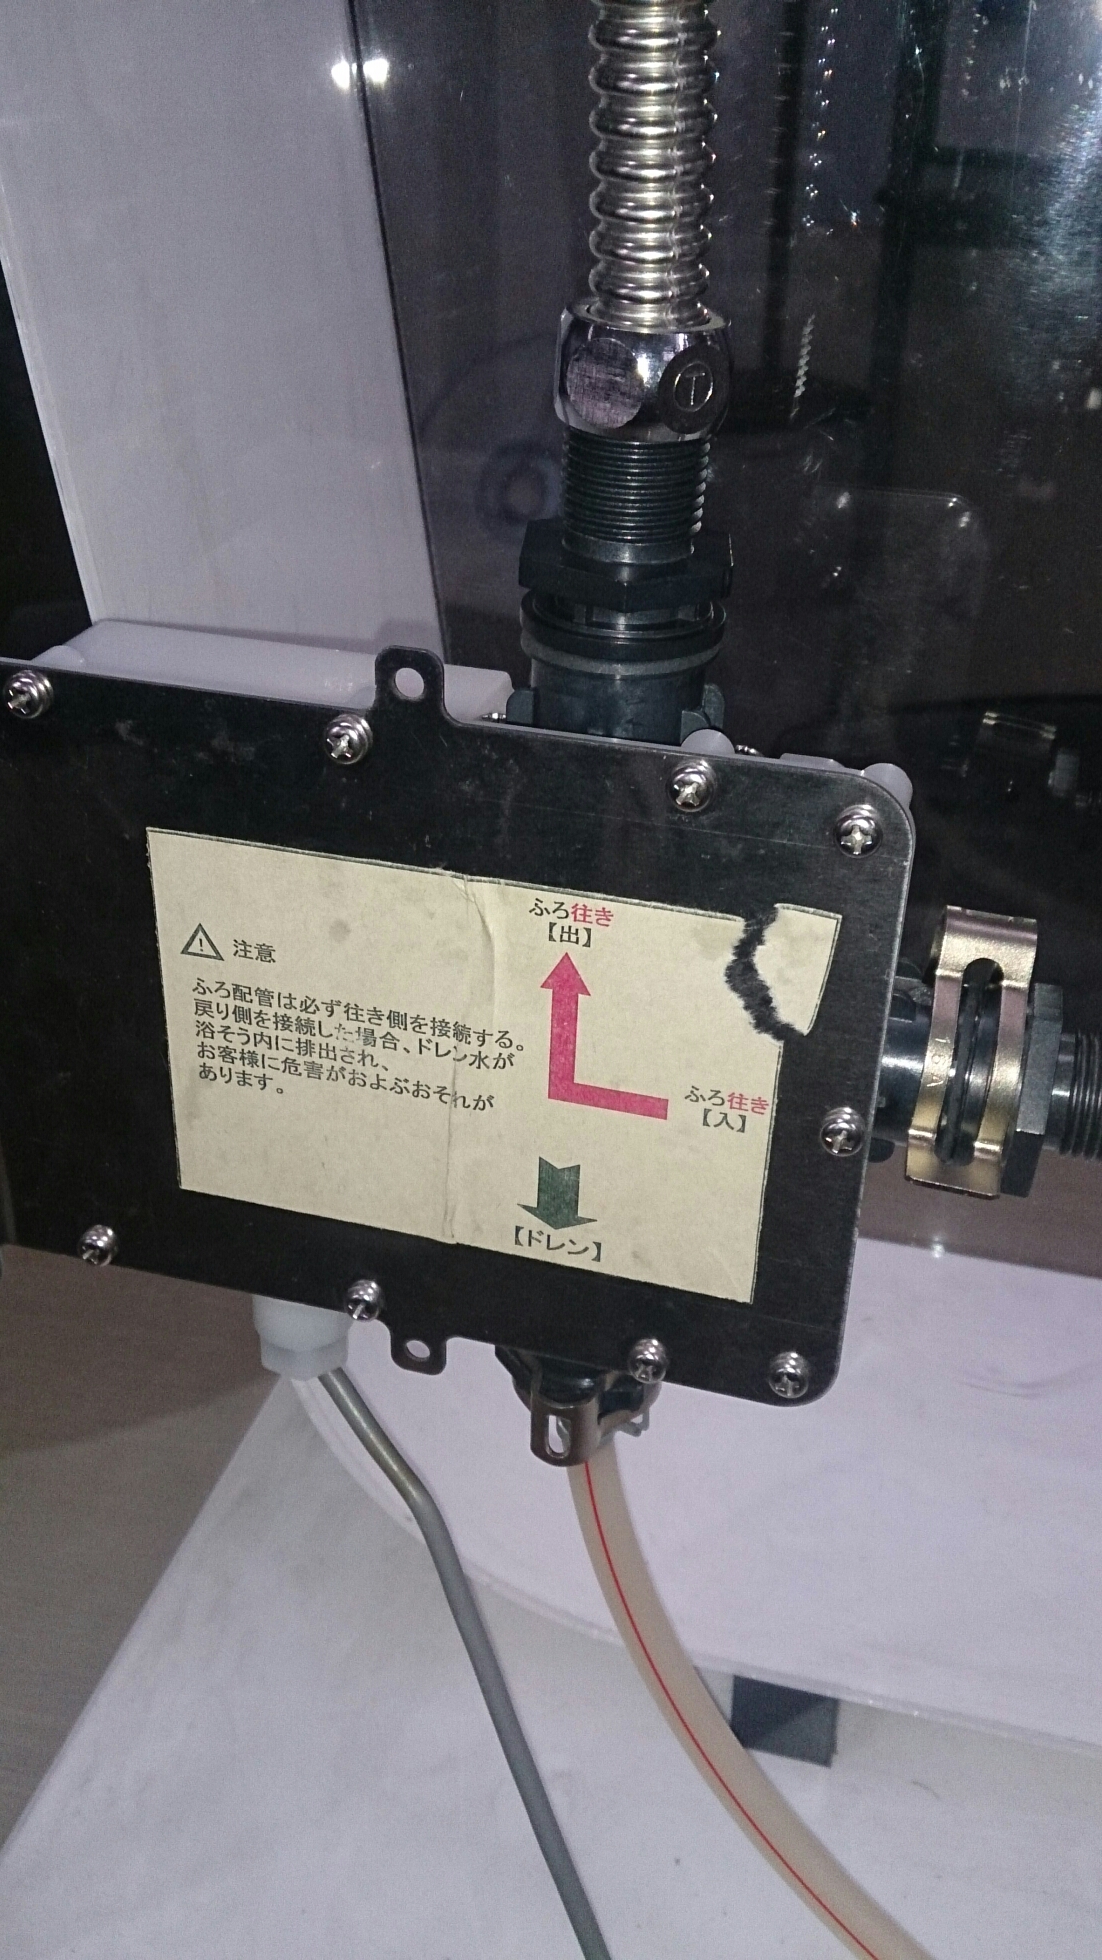 注意
ふろ配管は必ず往き側を接続する。
戻り側を接続した場合、ドレン水が
浴そう内に排出され、
お客様に危害がおよぶおそれが
あります。
ふろ往き
【出】
ふろ往き
【入】
【ドレン】
T